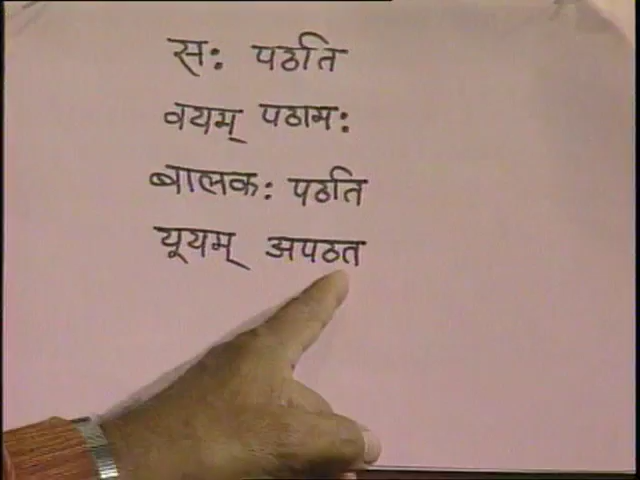 सः पठति
वयम् पठामः
बालकः पठति
यूयम् अपठत